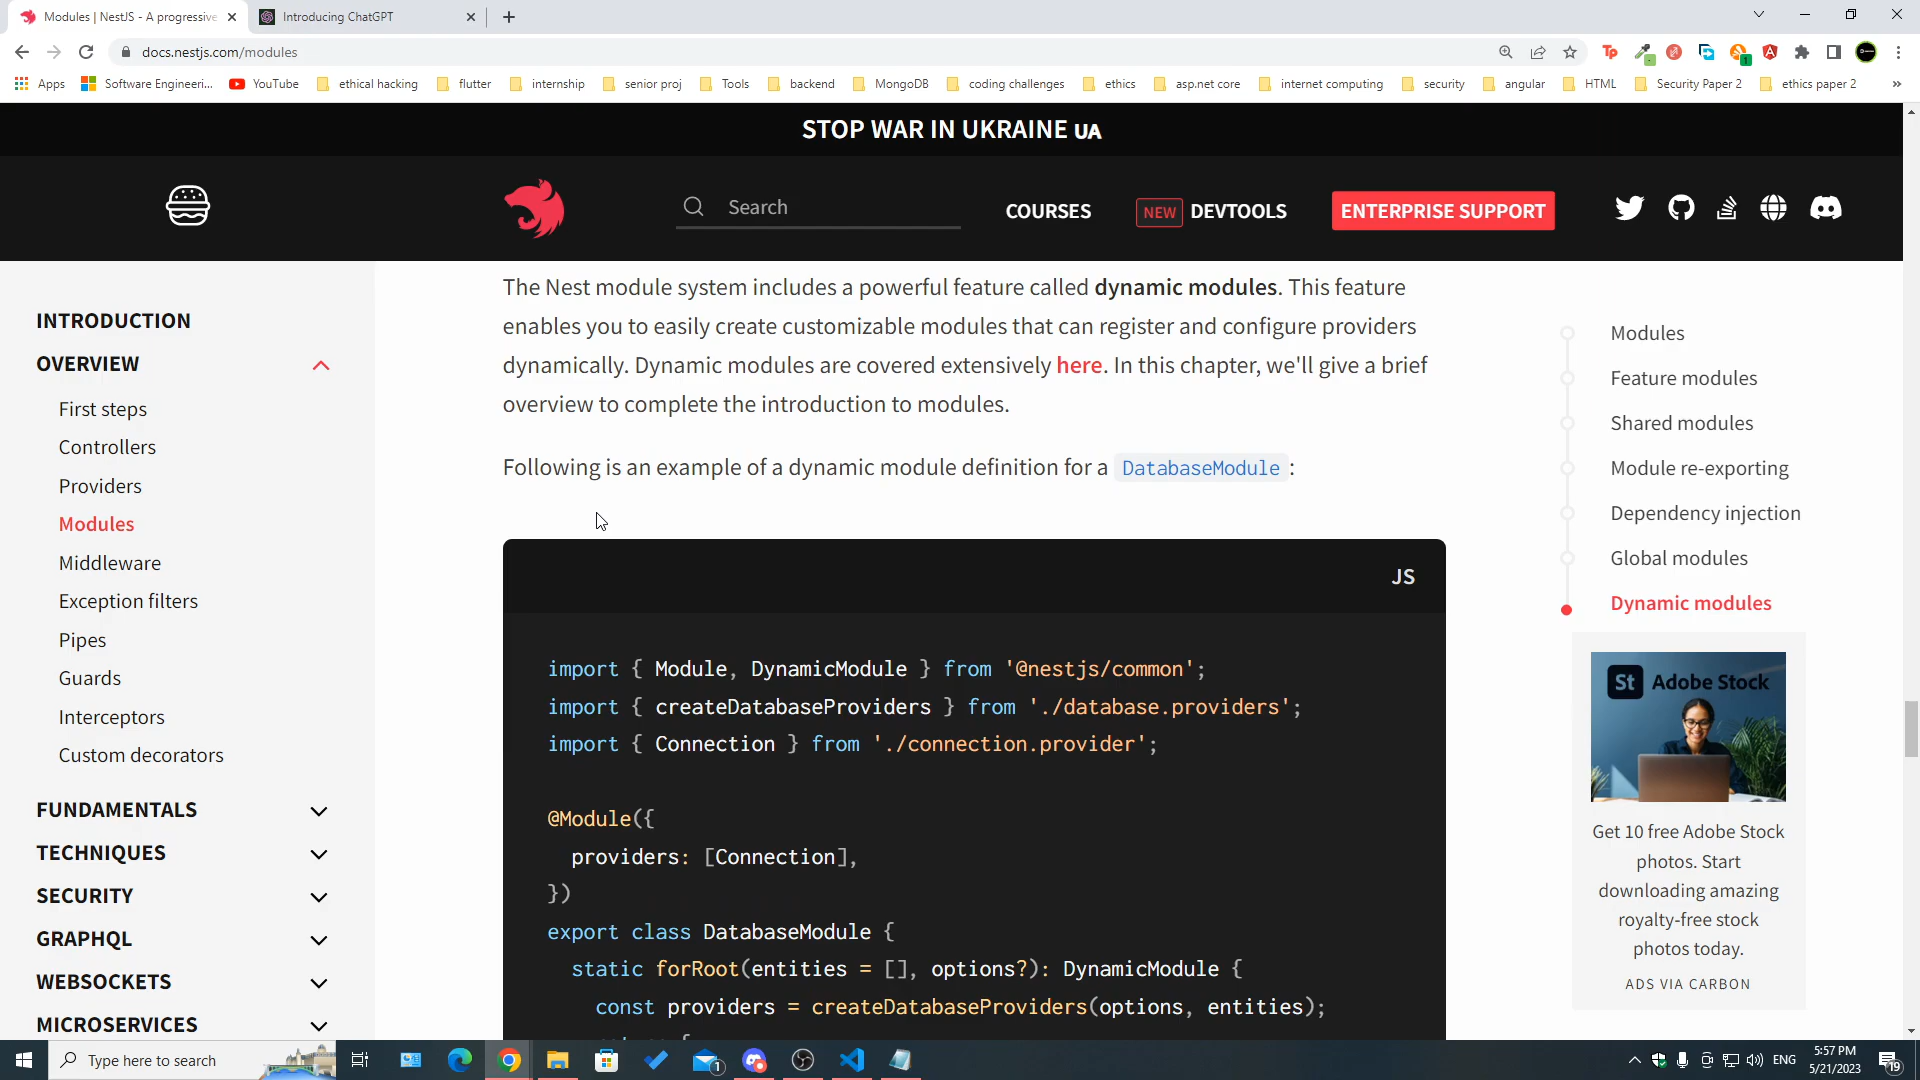 Modules | NestJS - A progressive
Introducing ChatGPT
docs.nestjs.com/modules
Apps
Software Engineeri...
YouTube
ethical hacking
flutter
internship
senior proj
Tools
backend
MongoDB
coding challenges
ethics
asp.net core
internet computing
security
angular
HTML
Security Paper 2
ethics paper 2
»
STOP WAR IN UKRAINE UA
Search
COURSES
NEW DEVTOOLS
ENTERPRISE SUPPORT
INTRODUCTION
OVERVIEW
First steps
Controllers
Providers
Modules
Middleware
Exception filters
Pipes
Guards
Interceptors
Custom decorators
FUNDAMENTALS
TECHNIQUES
SECURITY
GRAPHQL
WEBSOCKETS
MICROSERVICES
The Nest module system includes a powerful feature called dynamic modules. This feature
enables you to easily create customizable modules that can register and configure providers
dynamically. Dynamic modules are covered extensively here. In this chapter, we'll give a brief
overview to complete the introduction to modules.
Following is an example of a dynamic module definition for a DatabaseModule :
JS
import { Module, DynamicModule } from '@nestjs/common';
import { createDatabaseProviders } from './database.providers';
import { Connection } from './connection.provider';
@Module({
providers: [Connection],
})
export class DatabaseModule {
static forRoot(entities = [], options?): DynamicModule {
const providers = createDatabaseProviders(options, entities);
Modules
Feature modules
Shared modules
Module re-exporting
Dependency injection
Global modules
Dynamic modules
St Adobe Stock
Get 10 free Adobe Stock
photos. Start
downloading amazing
royalty-free stock
photos today.
ADS VIA CARBON
Type here to search
1
ENG
5:57 PM
5/21/2023
19